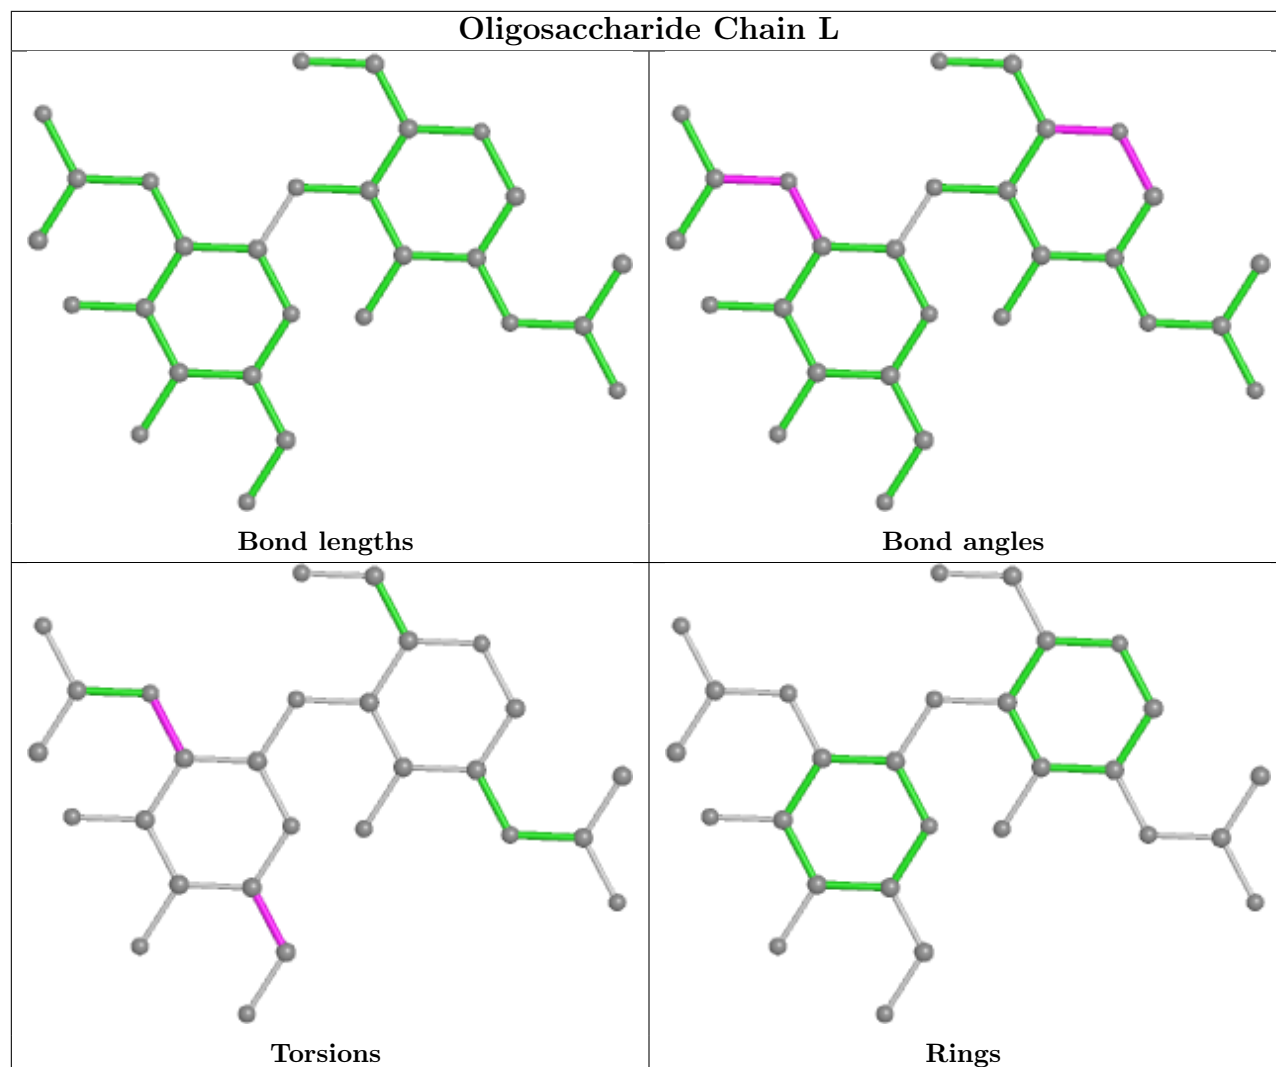 Oligosaccharide Chain L
Bond lengths
Bond angles
Torsions
Rings